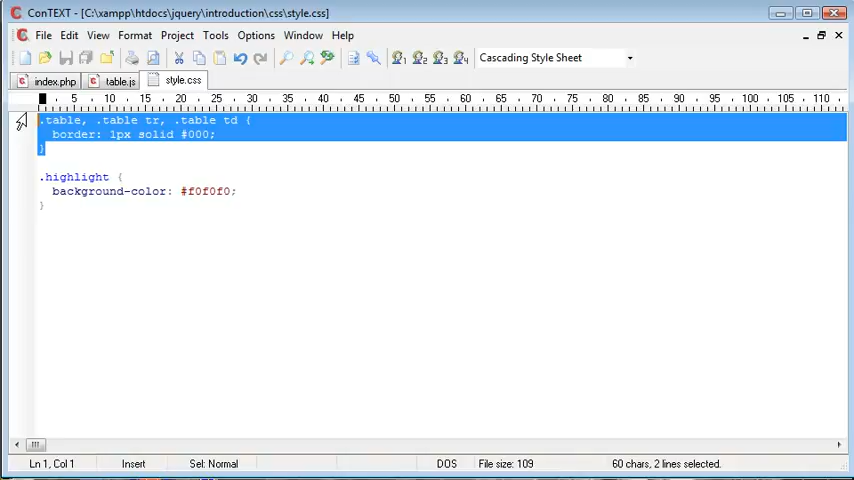 ConTEXT - [C:\xampp\htdocs\jquery\introduction\css\style.css]
File Edit View Format Project Tools Options Window Help
1 2 3 4 Cascading Style Sheet
index.php table.js style.css
5 10 15 20 25 30 35 40 45 50 55 60 65 70 75 80 85 90 95 100 105 110
.table, .table tr, .table td {
border: 1px solid #000;
}
.highlight {
background-color: #f0f0f0;
}
Ln 1, Col 1 Insert Sel: Normal DOS File size: 109 60 chars, 2 lines selected.